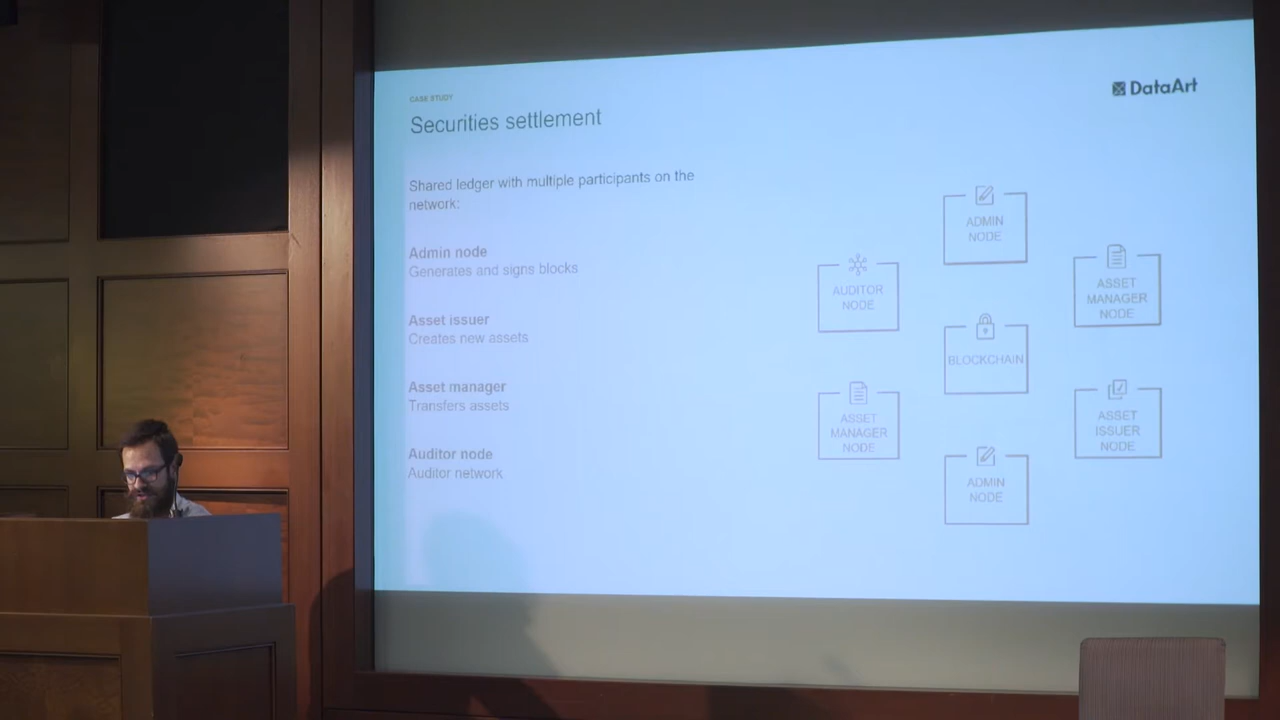 CASE STUDY
DataArt
Securities settlement
Shared ledger with multiple participants on the
network:
Admin node
Generates and signs blocks
Asset issuer
Creates new assets
Asset manager
Transfers assets
Auditor node
Auditor network
ADMIN
NODE
AUDITOR
NODE
ASSET
MANAGER
NODE
BLOCKCHAIN
ASSET
MANAGER
NODE
ASSET
ISSUER
NODE
ADMIN
NODE